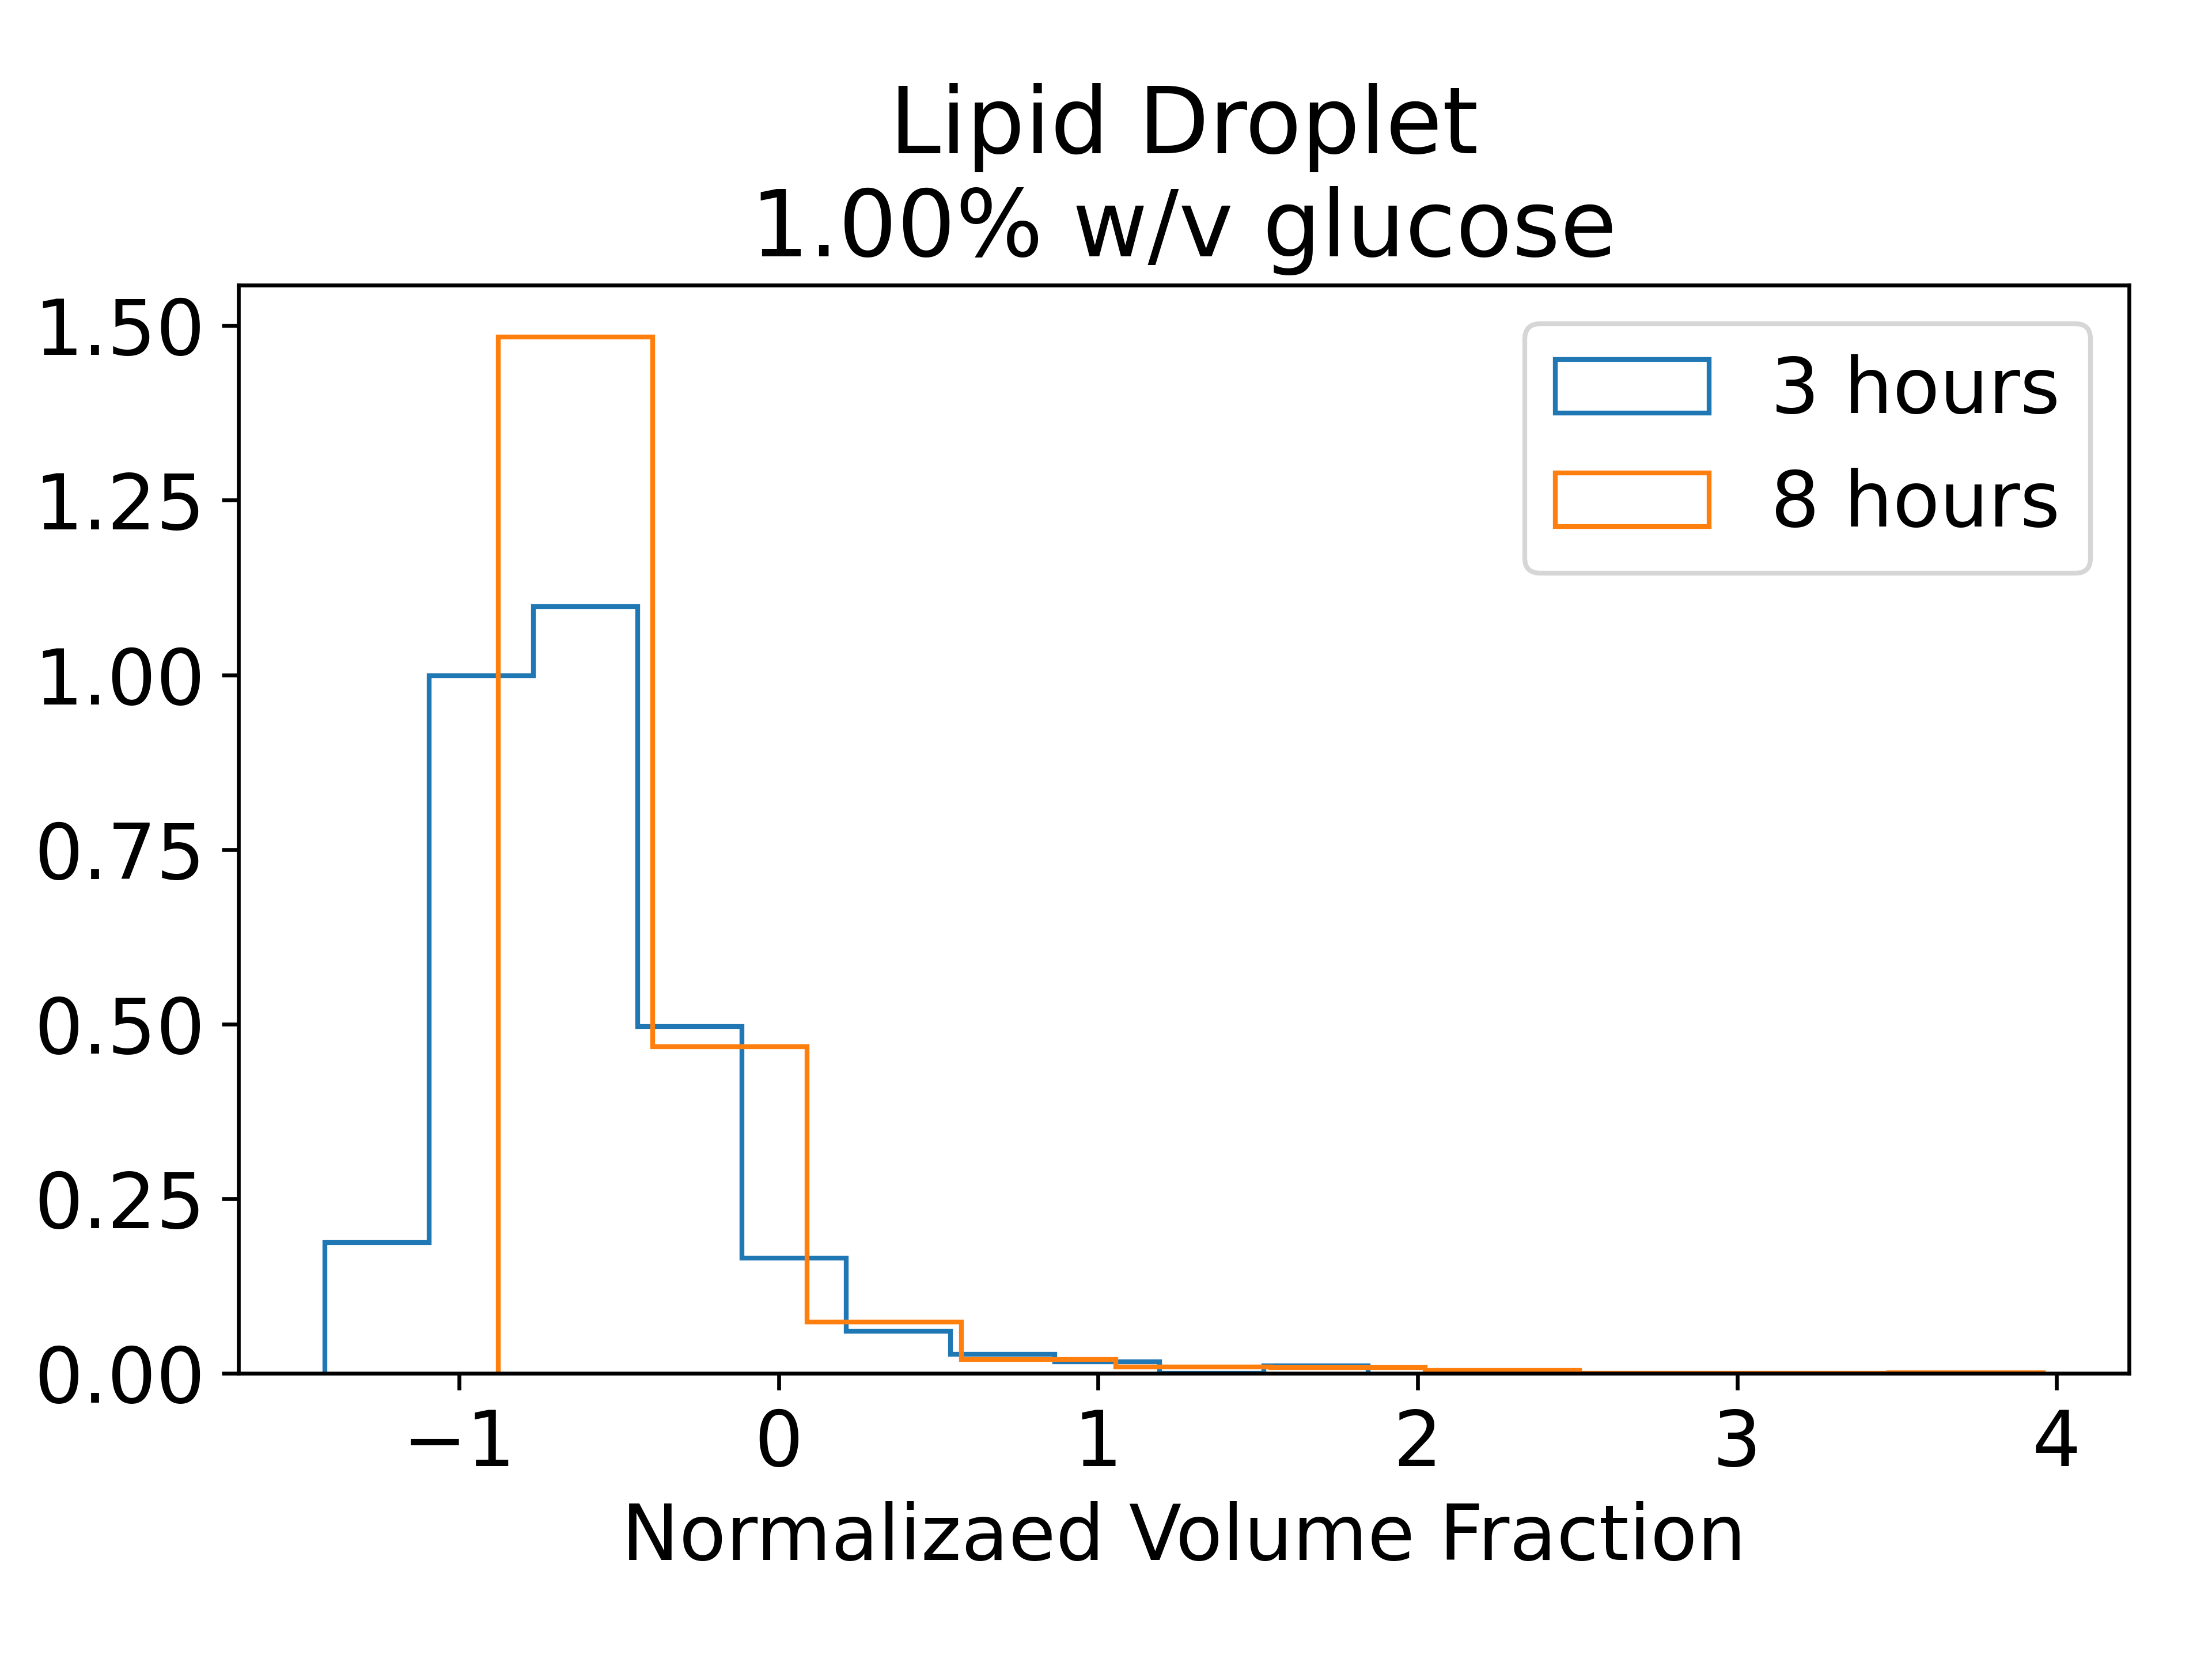 Lipid Droplet
1.00% w/v glucose
1.50
1.25
1.00
0.75
0.50
0.25
0.00
3 hours
8 hours
−1 0 1 2 3 4
Normalizaed Volume Fraction